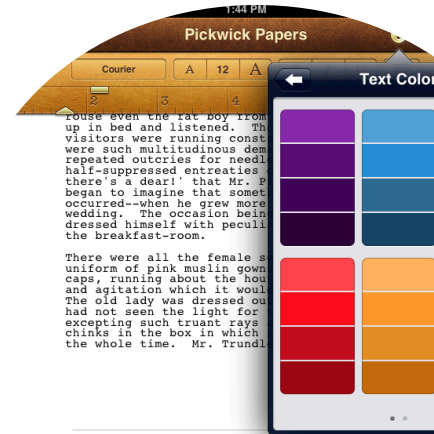 1:44 PM
Pickwick Papers
Courier A 12 A
Text Color
2 3 4
rouse even the fat boy from
up in bed and listened. The
visitors were running const
were such multitudinous dem
repeated outcries for needl
half-suppressed entreaties
there's a dear!' that Mr. P
began to imagine that somet
occurred--when he grew more
wedding. The occasion bein
dressed himself with peculi
the breakfast-room.
There were all the female s
uniform of pink muslin gown
caps, running about the hou
and agitation which it woul
The old lady was dressed ou
had not seen the light for
excepting such truant rays
chinks in the box in which
the whole time. Mr. Trundl